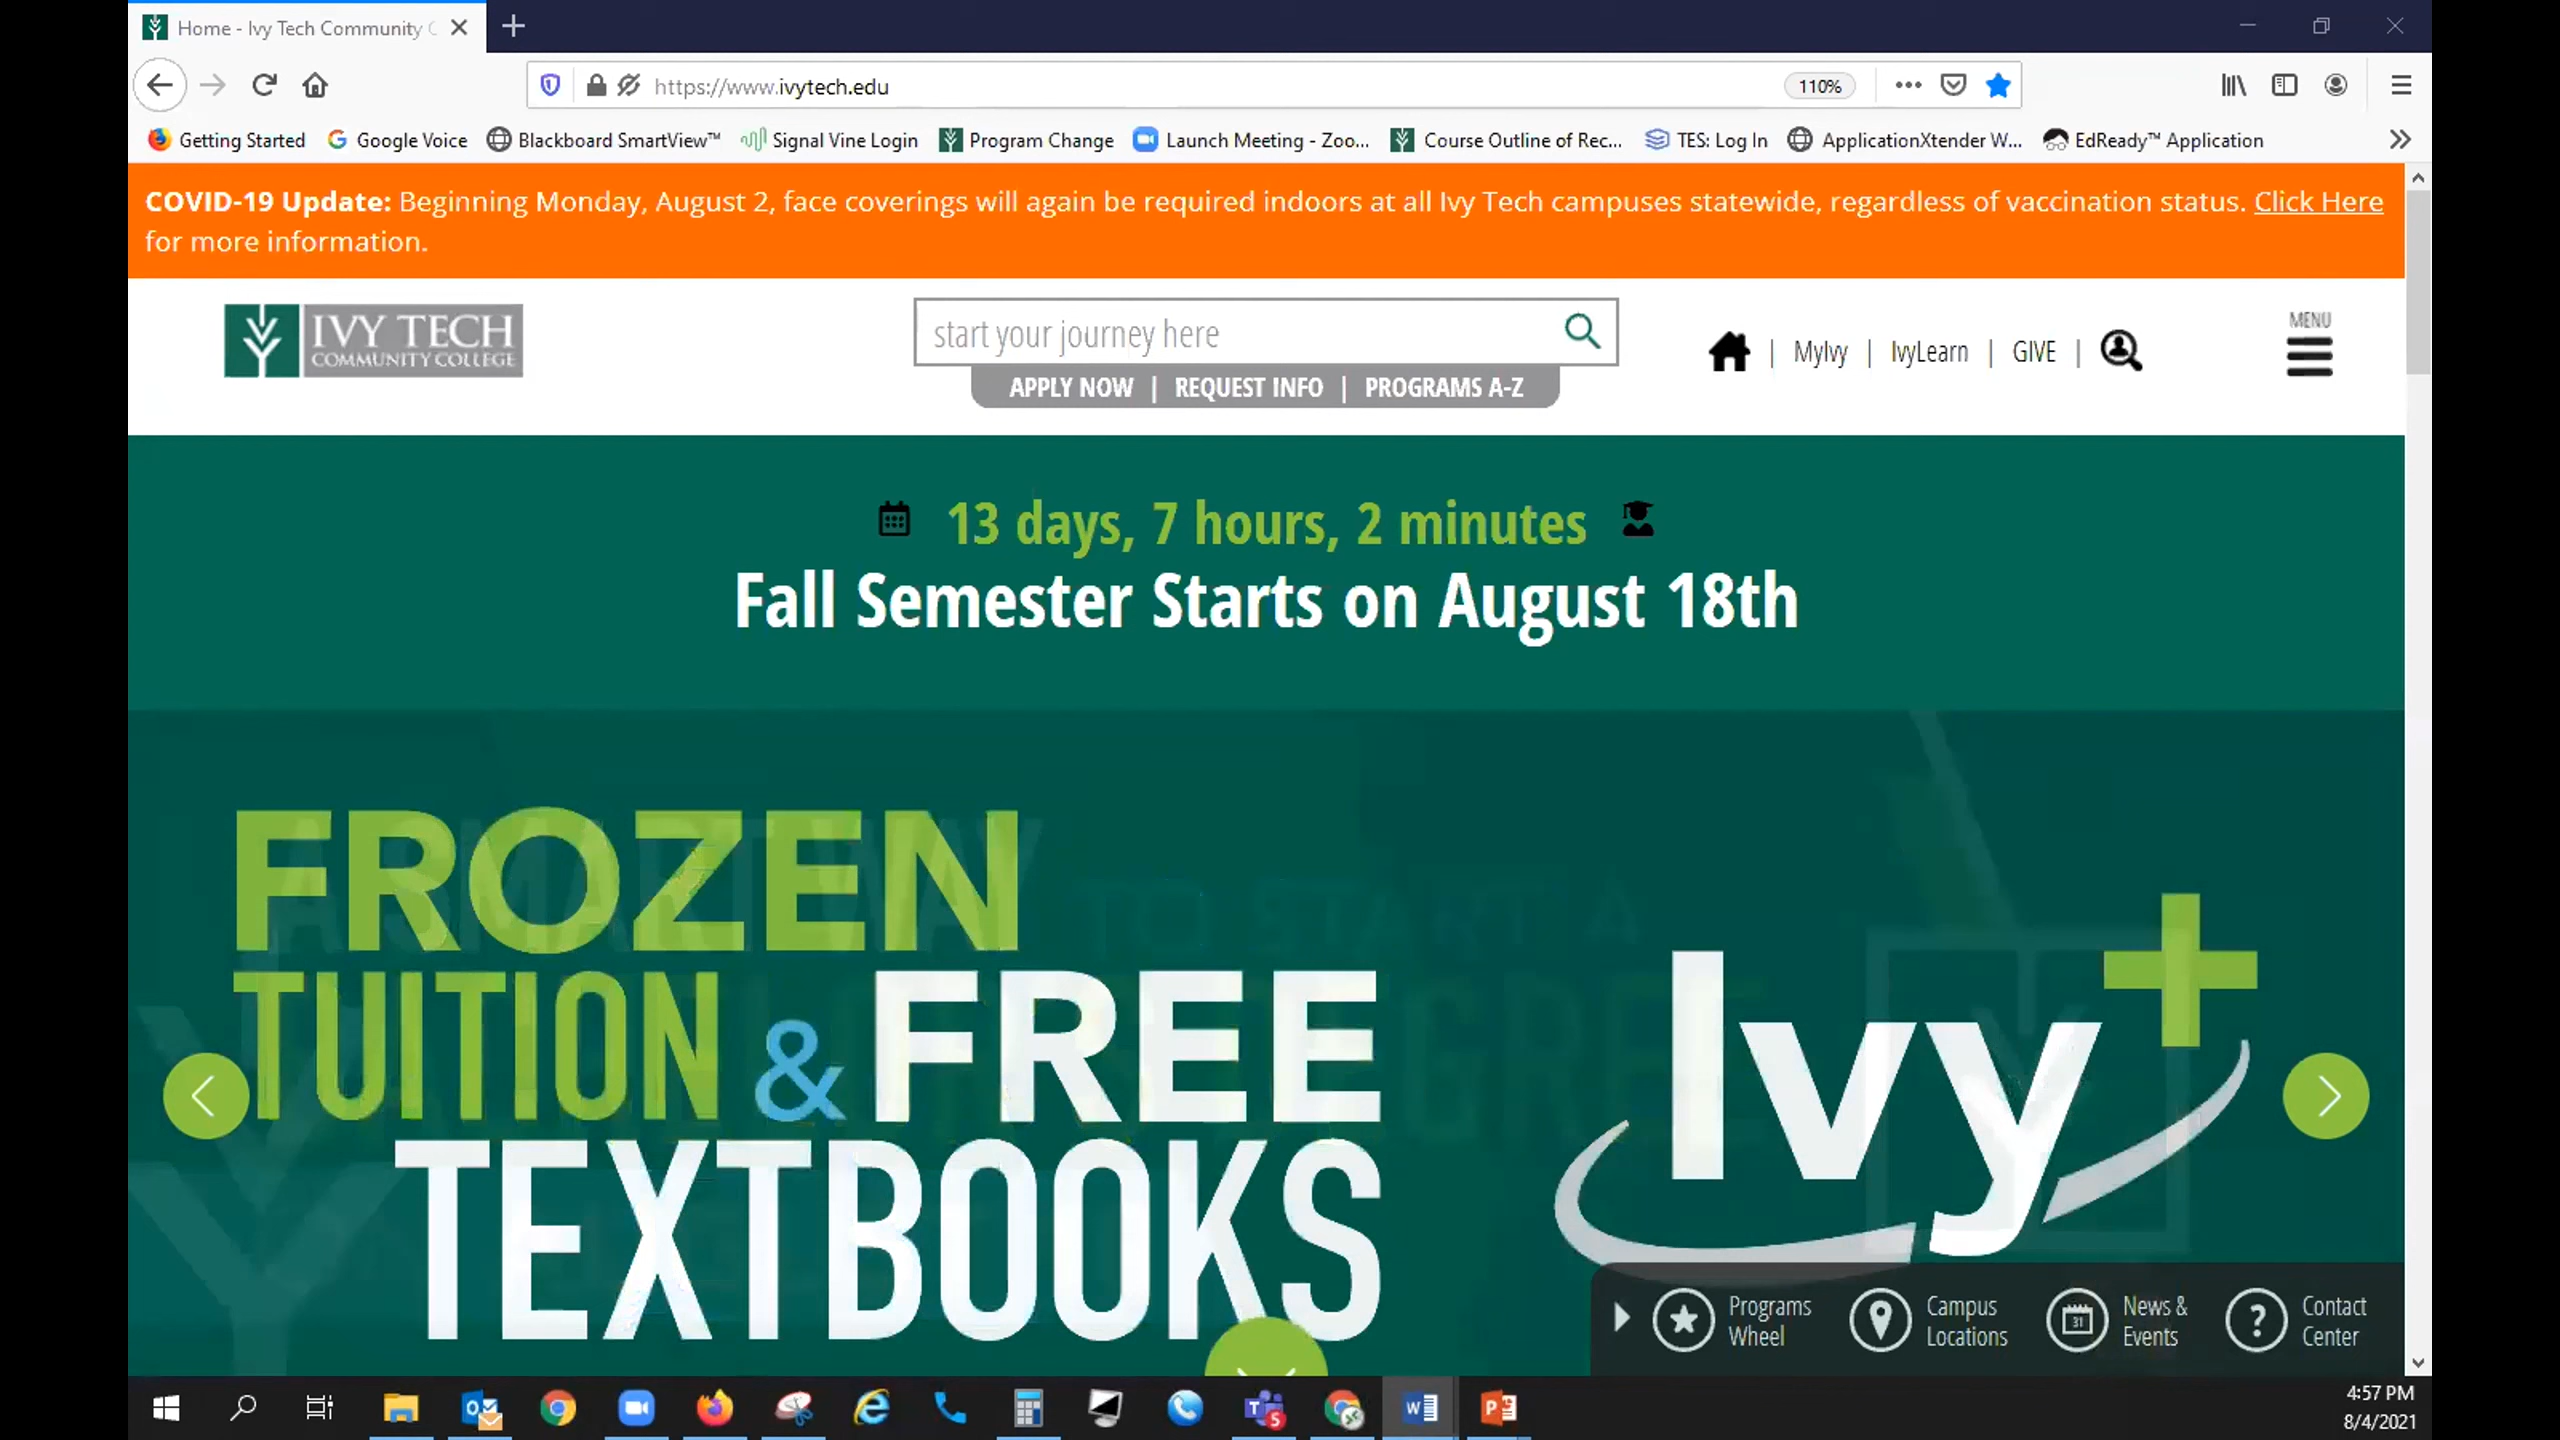 Home - Ivy Tech Community C
https://www.ivytech.edu
110%
Getting Started Google Voice Blackboard SmartView™ Signal Vine Login Program Change Launch Meeting - Zoo... Course Outline of Rec... TES: Log In ApplicationXtender W... EdReady™ Application
COVID-19 Update: Beginning Monday, August 2, face coverings will again be required indoors at all Ivy Tech campuses statewide, regardless of vaccination status. Click Here
for more information.
IVY TECH
COMMUNITY COLLEGE
start your journey here
APPLY NOW | REQUEST INFO | PROGRAMS A-Z
| MyIvy | IvyLearn | GIVE |
MENU
13 days, 7 hours, 2 minutes
Fall Semester Starts on August 18th
FROZEN
TUITION & FREE
TEXTBOOKS
Ivy+
Programs
Wheel
Campus
Locations
News &
Events
Contact
Center
4:57 PM
8/4/2021